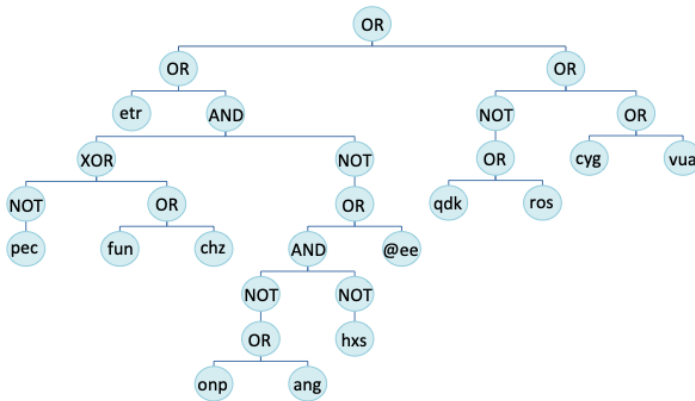 OR
OR OR
etr AND NOT OR
XOR NOT OR cyg vua
NOT OR OR qdk ros
pec fun chz AND @ee
NOT NOT
OR hxs
onp ang